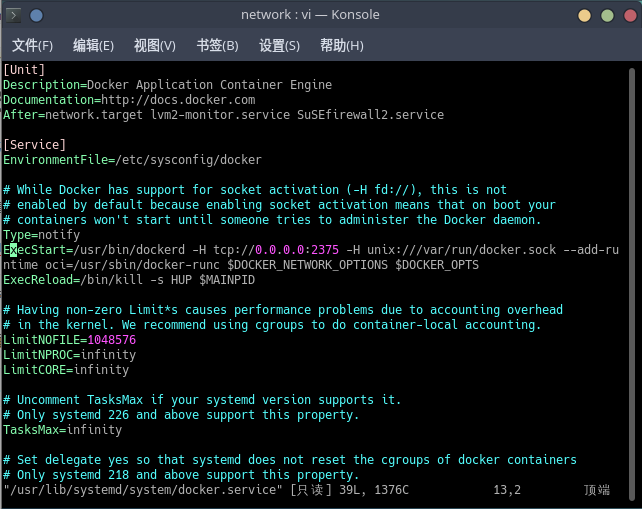 network : vi — Konsole
文件(F) 编辑(E) 视图(V) 书签(B) 设置(S) 帮助(H)
[Unit]
Description=Docker Application Container Engine
Documentation=http://docs.docker.com
After=network.target lvm2-monitor.service SuSEfirewall2.service
[Service]
EnvironmentFile=/etc/sysconfig/docker
# While Docker has support for socket activation (-H fd://), this is not
# enabled by default because enabling socket activation means that on boot your
# containers won't start until someone tries to administer the Docker daemon.
Type=notify
ExecStart=/usr/bin/dockerd -H tcp://0.0.0.0:2375 -H unix:///var/run/docker.sock --add-ru
ntime oci=/usr/sbin/docker-runc $DOCKER_NETWORK_OPTIONS $DOCKER_OPTS
ExecReload=/bin/kill -s HUP $MAINPID
# Having non-zero Limit*s causes performance problems due to accounting overhead
# in the kernel. We recommend using cgroups to do container-local accounting.
LimitNOFILE=1048576
LimitNPROC=infinity
LimitCORE=infinity
# Uncomment TasksMax if your systemd version supports it.
# Only systemd 226 and above support this property.
TasksMax=infinity
# Set delegate yes so that systemd does not reset the cgroups of docker containers
# Only systemd 218 and above support this property.
"/usr/lib/systemd/system/docker.service" [只读] 39L, 1376C 13,2 顶端